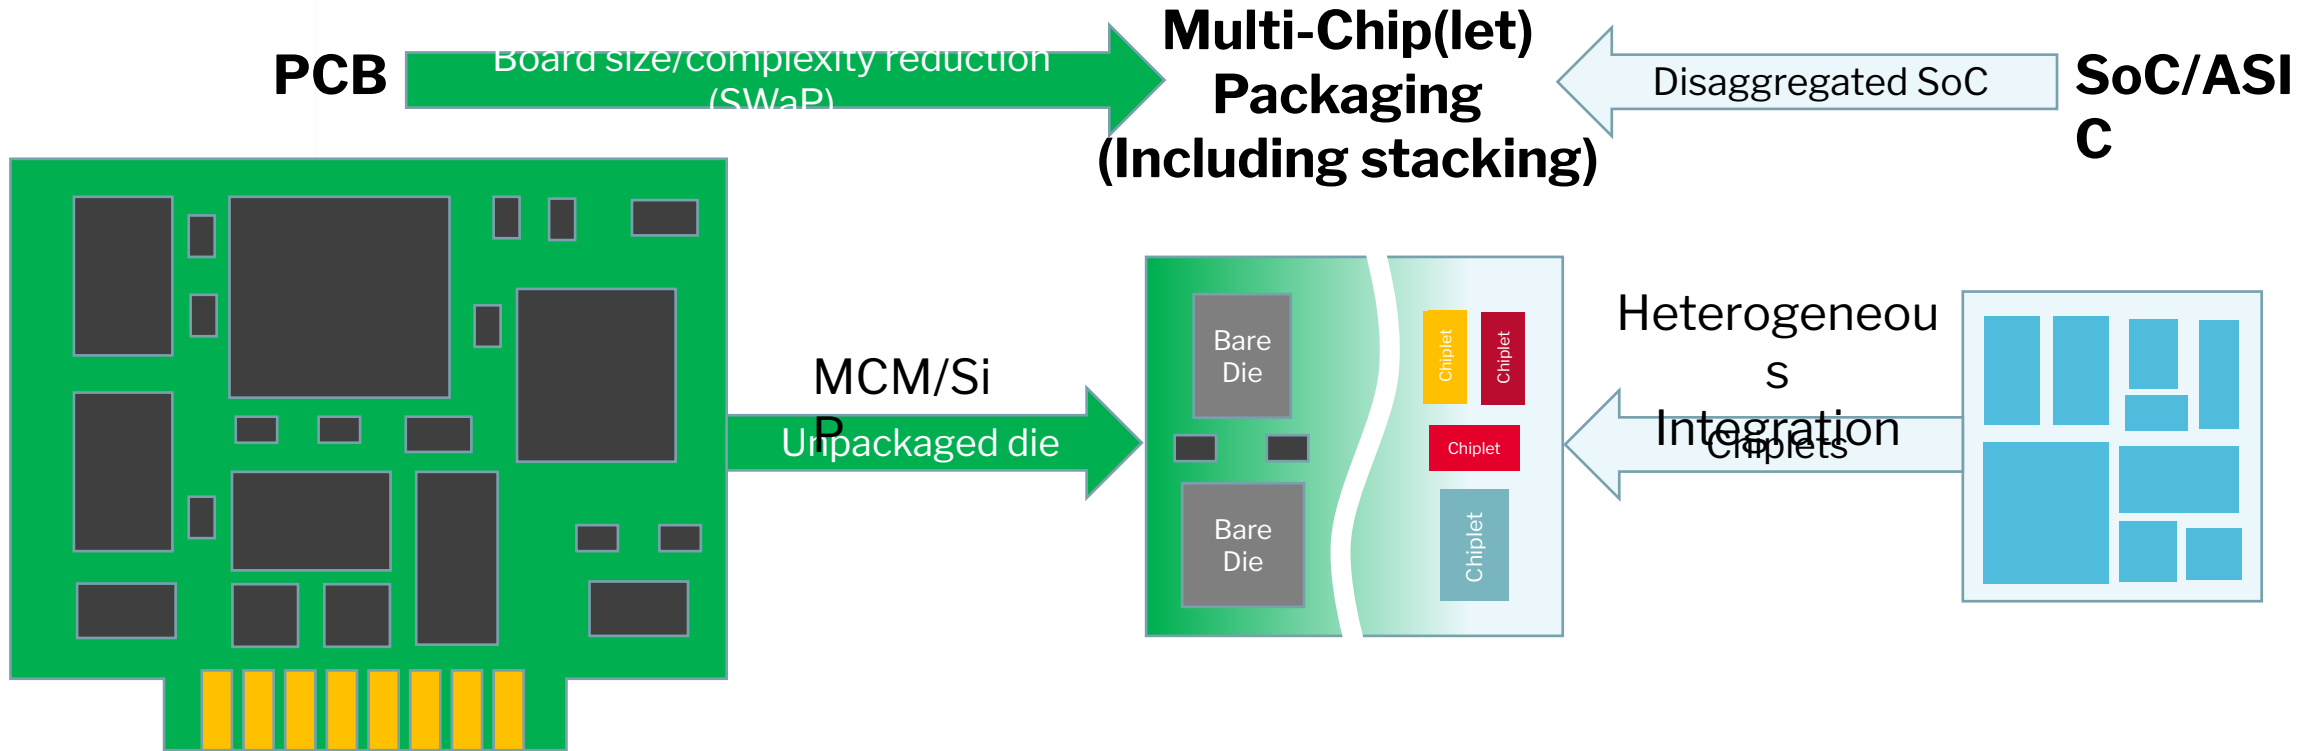 PCB
Board size/complexity reduction
(SWaP)
Multi-Chip(let)
Packaging
(Including stacking)
Disaggregated SoC
SoC/ASI
C
MCM/Si
P
Unpackaged die
Bare
Die
Bare
Die
Chiplet
Chiplet
Chiplet
Chiplet
Heterogeneou
s
Integration
Chiplets